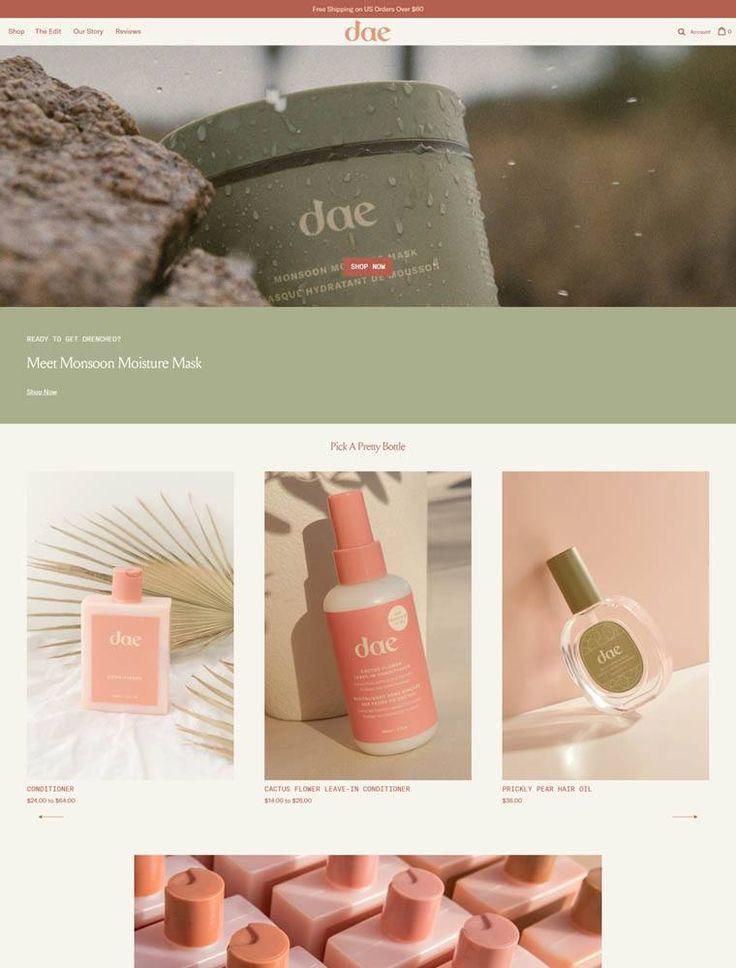 Free Shipping on US Orders Over $60
Shop The Edit Our Story Reviews
dae
Account 0
dae
MONSOON MASK
HYDRATANT DE MOUSSON
SHOP NOW
READY TO GET DRENCHED?
Meet Monsoon Moisture Mask
Shop Now
Pick A Pretty Bottle
dae
CONDITIONER
dae
CACTUS FLOWER
LEAVE-IN CONDITIONER
dae
CONDITIONER
$24.00 to $64.00
CACTUS FLOWER LEAVE-IN CONDITIONER
$14.00 to $28.00
PRICKLY PEAR HAIR OIL
$36.00